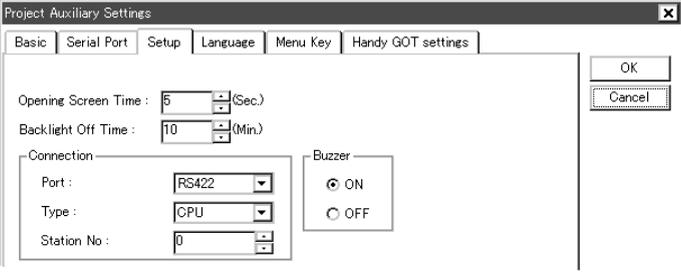 Project Auxiliary Settings
Basic Serial Port Setup Language Menu Key Handy GOT settings
OK
Cancel
Opening Screen Time : 5 (Sec.)
Backlight Off Time : 10 (Min.)
Connection
Port : RS422
Type : CPU
Station No : 0
Buzzer
ON
OFF